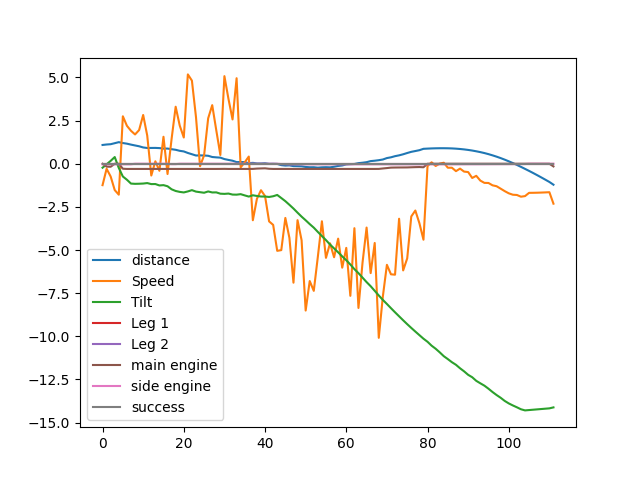 5.0
2.5
0.0
−2.5
−5.0
−7.5
−10.0
−12.5
−15.0
distance
Speed
Tilt
Leg 1
Leg 2
main engine
side engine
success
0 20 40 60 80 100